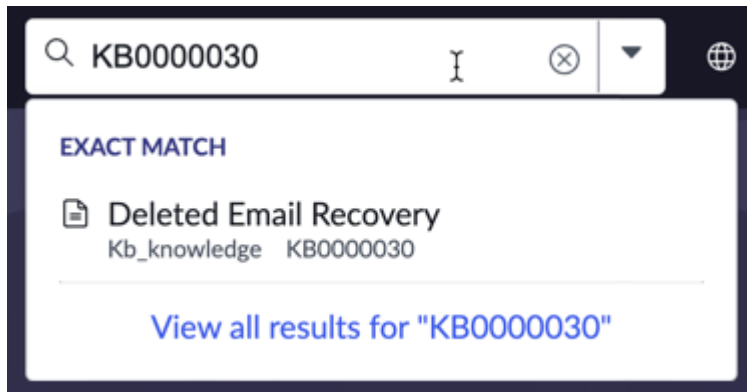 KB0000030
EXACT MATCH
Deleted Email Recovery
Kb_knowledge KB0000030
View all results for "KB0000030"